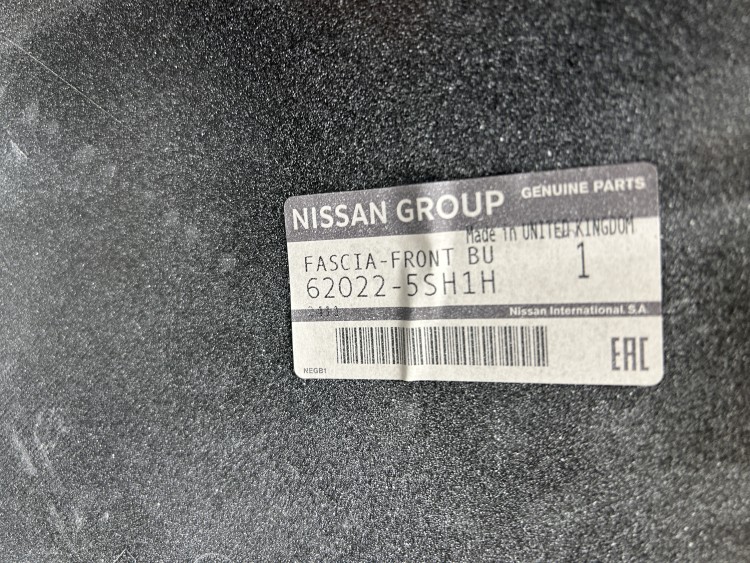 NISSAN GROUP GENUINE PARTS
Made in UNITED KINGDOM
FASCIA-FRONT BU 1
62022-5SH1H
Nissan International. S.A.
NEGB1
EAC